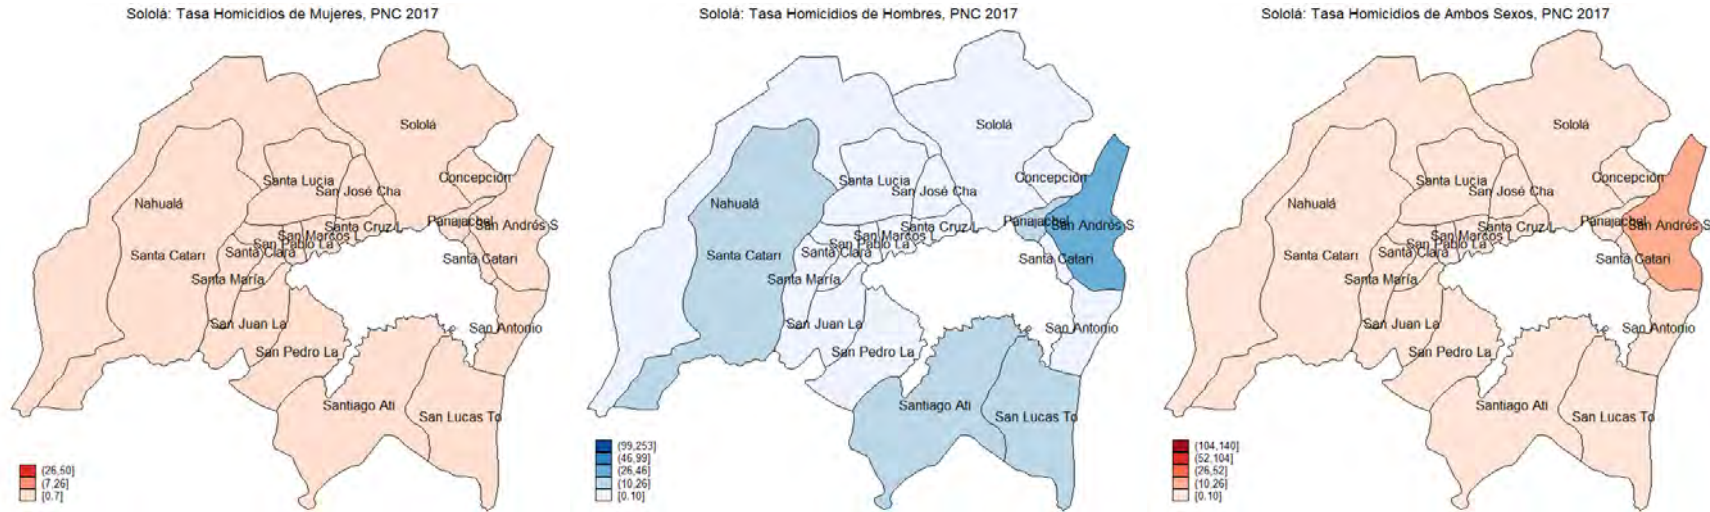 Sololá: Tasa Homicidios de Mujeres, PNC 2017
Sololá
Concepción
Santa Lucia
San José Cha
Nahualá
Panajachel
San Andrés S
Santa Cruz L
San Marcos L
San Pablo La
Santa Clara
Santa Catari
Santa Catari
Santa María
San Juan La
San Antonio
San Pedro La
Santiago Ati
San Lucas To
(26,50]
(7,26]
[0.7]
Sololá: Tasa Homicidios de Hombres, PNC 2017
Sololá
Concepción
Santa Lucia
San José Cha
Nahualá
Panajachel
San Andrés S
Santa Cruz L
San Marcos L
San Pablo La
Santa Clara
Santa Catari
Santa Catari
Santa María
San Juan La
San Antonio
San Pedro La
Santiago Ati
San Lucas To
(99,253]
(46,99]
(26,46]
(10,26]
[0.10]
Sololá: Tasa Homicidios de Ambos Sexos, PNC 2017
Sololá
Concepción
Santa Lucia
San José Cha
Nahualá
Panajachel
San Andrés S
Santa Cruz L
San Marcos L
San Pablo La
Santa Clara
Santa Catari
Santa Catari
Santa María
San Juan La
San Antonio
San Pedro La
Santiago Ati
San Lucas To
(104,140]
(52,104]
(26,52]
(10,26]
[0.10]